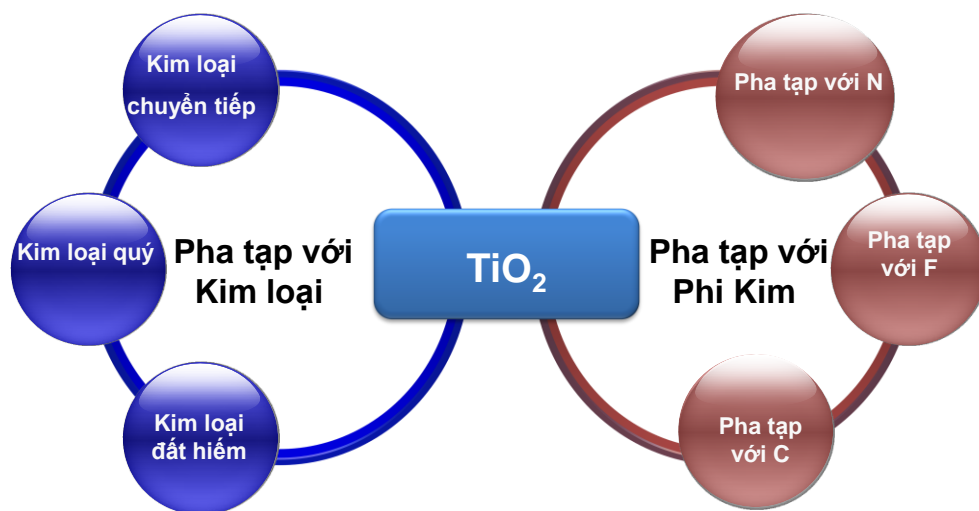 Kim loại
chuyển tiếp
Kim loại quý
Kim loại
đất hiếm
Pha tạp với
Kim loại
TiO₂
Pha tạp với
Phi Kim
Pha tạp với N
Pha tạp
với F
Pha tạp
với C